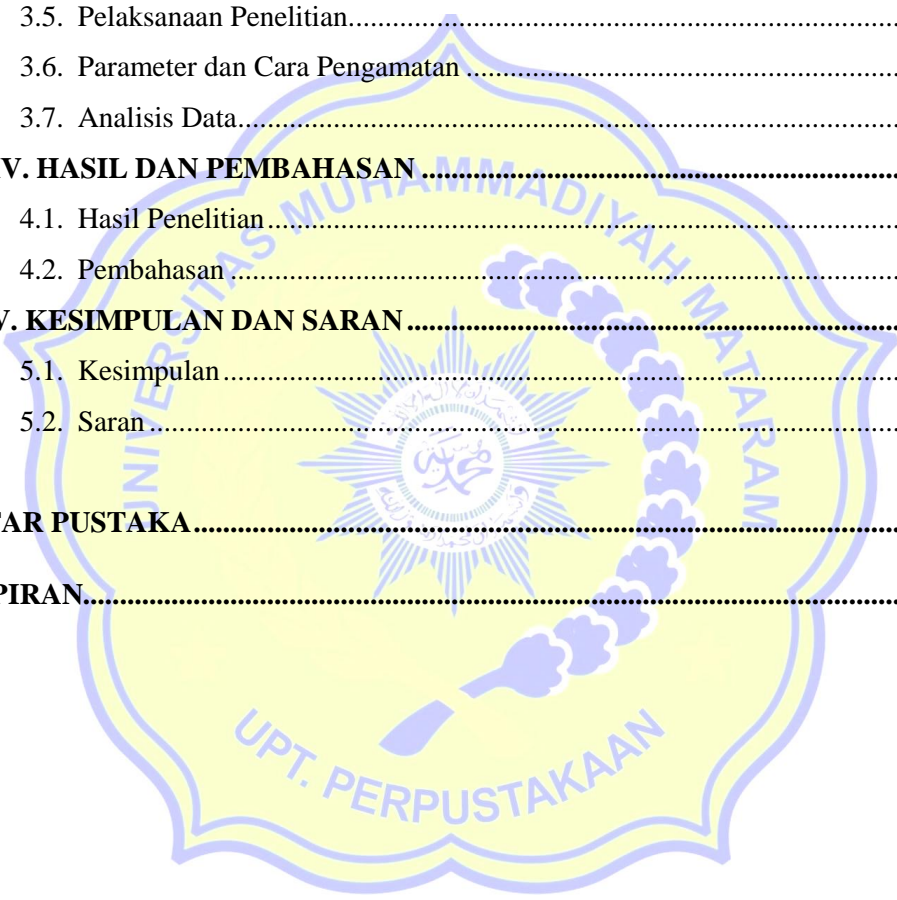 3.5. Pelaksanaan Penelitian........................................................................
3.6. Parameter dan Cara Pengamatan........................................................
3.7. Analisis Data........................................................................................
V. HASIL DAN PEMBAHASAN................................................................
4.1. Hasil Penelitian....................................................................................
4.2. Pembahasan.........................................................................................
V. KESIMPULAN DAN SARAN................................................................
5.1. Kesimpulan..........................................................................................
5.2. Saran....................................................................................................
TAR PUSTAKA...........................................................................................
PIRAN..........................................................................................................
UNIVERSITAS MUHAMMADIYAH MATARAM
UPT. PERPUSTAKAAN